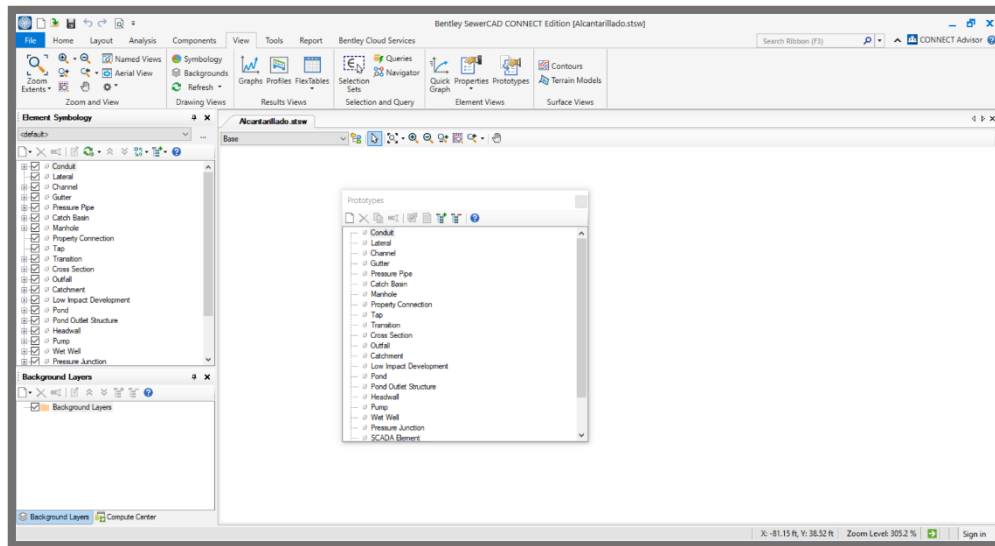 Bentley SewerCAD CONNECT Edition [Alcantarillado.stsw]
File Home Layout Analysis Components View Tools Report Bentley Cloud Services Search Ribbon (F3) CONNECT Advisor
Zoom Extents
Named Views
Aerial View
Zoom and View
Symbology
Backgrounds
Refresh
Drawing Views
Graphs Profiles FlexTables
Results Views
Selection Sets
Queries
Navigator
Selection and Query
Quick Graph
Properties Prototypes
Element Views
Contours
Terrain Models
Surface Views
Element Symbology
<default>
...
Conduit
Lateral
Channel
Gutter
Pressure Pipe
Catch Basin
Manhole
Property Connection
Tap
Transition
Cross Section
Outfall
Catchment
Low Impact Development
Pond
Pond Outlet Structure
Headwall
Pump
Wet Well
Pressure Junction
Background Layers
Background Layers
Background Layers Compute Center
Alcantarillado.stsw
Base
Prototypes
Conduit
Lateral
Channel
Gutter
Pressure Pipe
Catch Basin
Manhole
Property Connection
Tap
Transition
Cross Section
Outfall
Catchment
Low Impact Development
Pond
Pond Outlet Structure
Headwall
Pump
Wet Well
Pressure Junction
SCADA Element
X: -81.15 ft, Y: 38.52 ft Zoom Level: 305.2 % Sign in